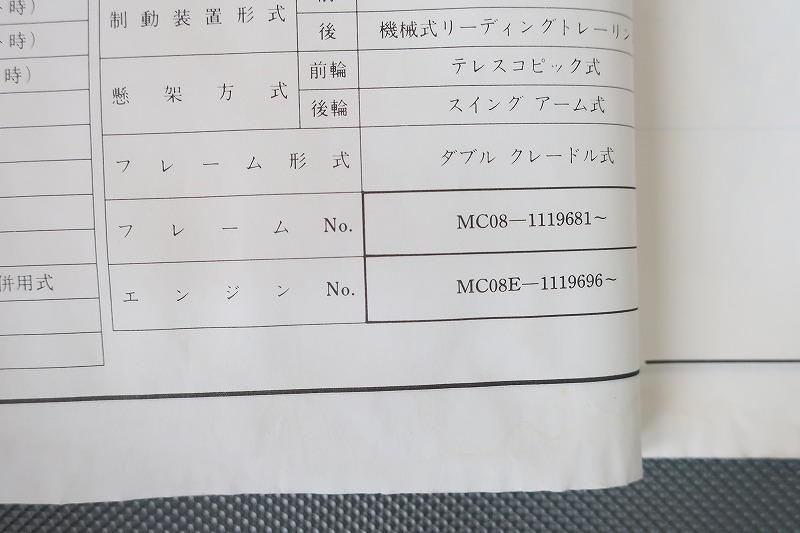 時)
制動装置形式
時)
後 機械式リーディングトレーリン
時)
前輪 テレスコピック式
懸架方式
後輪 スイング アーム式
フレーム形式 ダブル クレードル式
フレーム No. MC08—1119681~
併用式
エンジン No. MC08E—1119696~